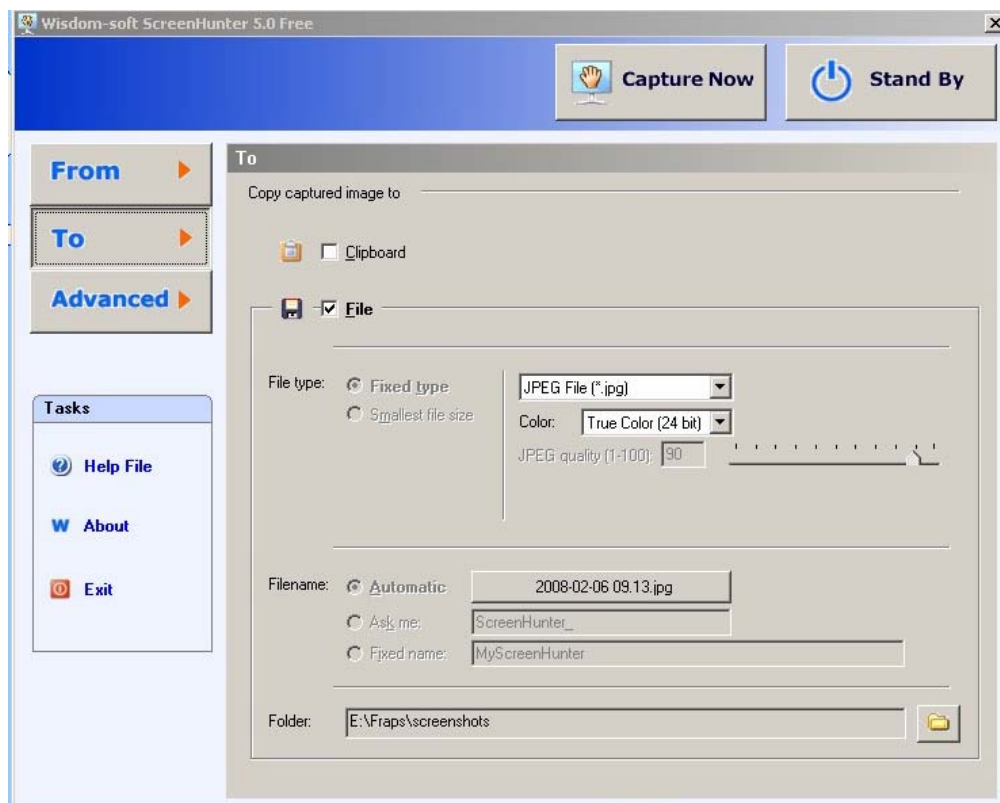 Wisdom-soft ScreenHunter 5.0 Free
Capture Now
Stand By
From
To
Advanced
Tasks
Help File
About
Exit
To
Copy captured image to
Clipboard
File
File type:
Fixed type
Smallest file size
JPEG File (*.jpg)
Color: True Color (24 bit)
JPEG quality (1-100): 90
Filename:
Automatic 2008-02-06 09.13.jpg
Ask me: ScreenHunter_
Fixed name: MyScreenHunter
Folder: E:\Fraps\screenshots